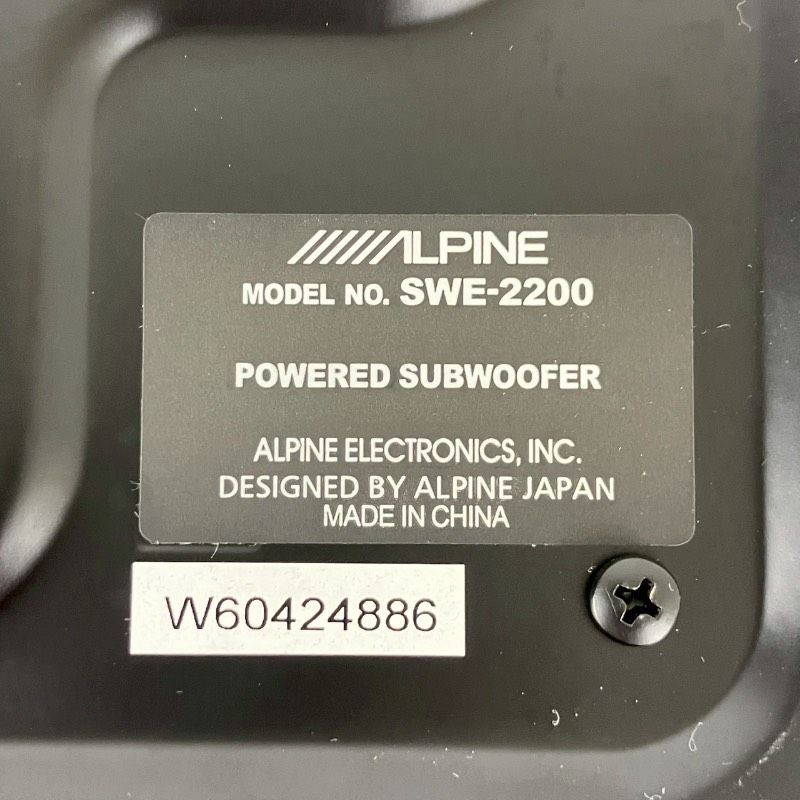 ALPINE
MODEL NO. SWE-2200
POWERED SUBWOOFER
ALPINE ELECTRONICS, INC.
DESIGNED BY ALPINE JAPAN
MADE IN CHINA
W60424886